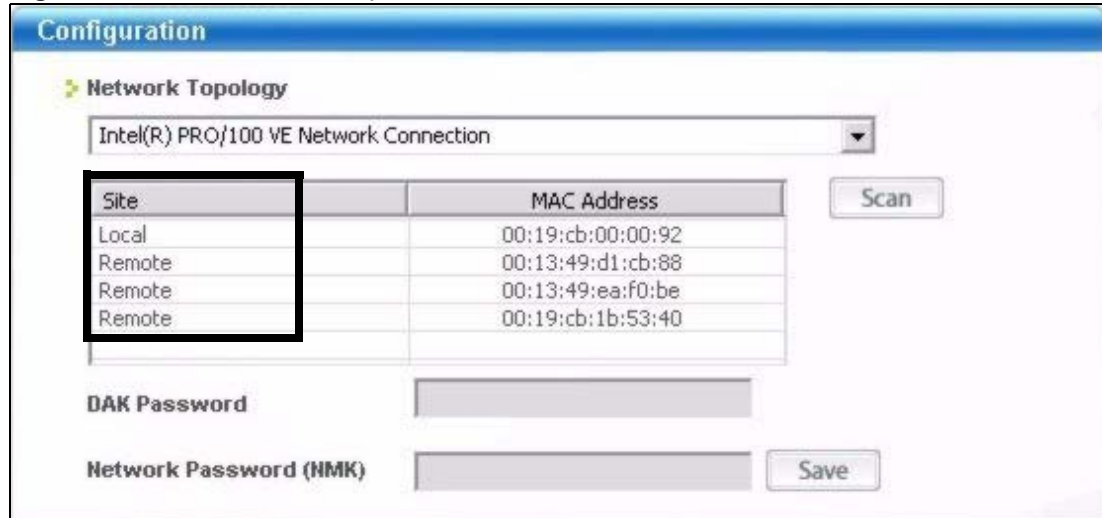 Configuration
Network Topology
Intel(R) PRO/100 VE Network Connection
Site MAC Address Scan
Local 00:19:cb:00:00:92
Remote 00:13:49:d1:cb:88
Remote 00:13:49:ea:f0:be
Remote 00:19:cb:1b:53:40
DAK Password
Network Password (NMK) Save